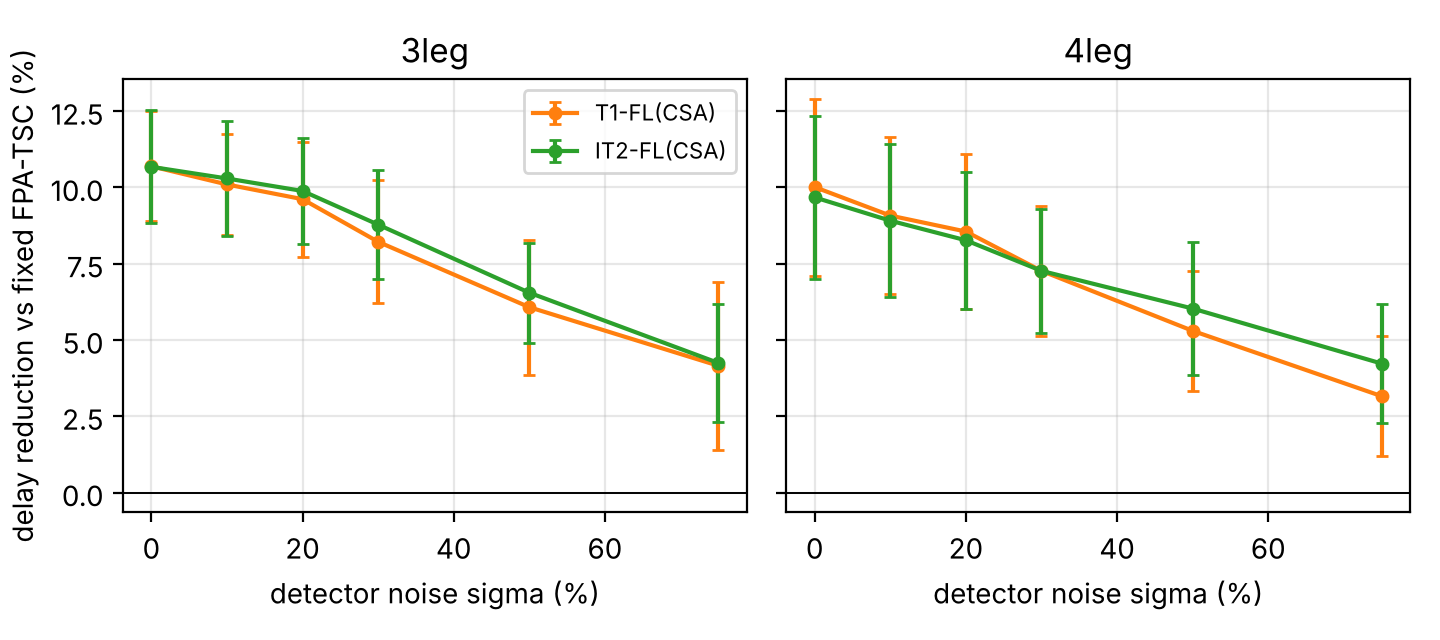 3leg
4leg
delay reduction vs fixed FPA-TSC (%)
12.5
10.0
7.5
5.0
2.5
0.0
T1-FL(CSA)
IT2-FL(CSA)
0 20 40 60
0 20 40 60
detector noise sigma (%)
detector noise sigma (%)